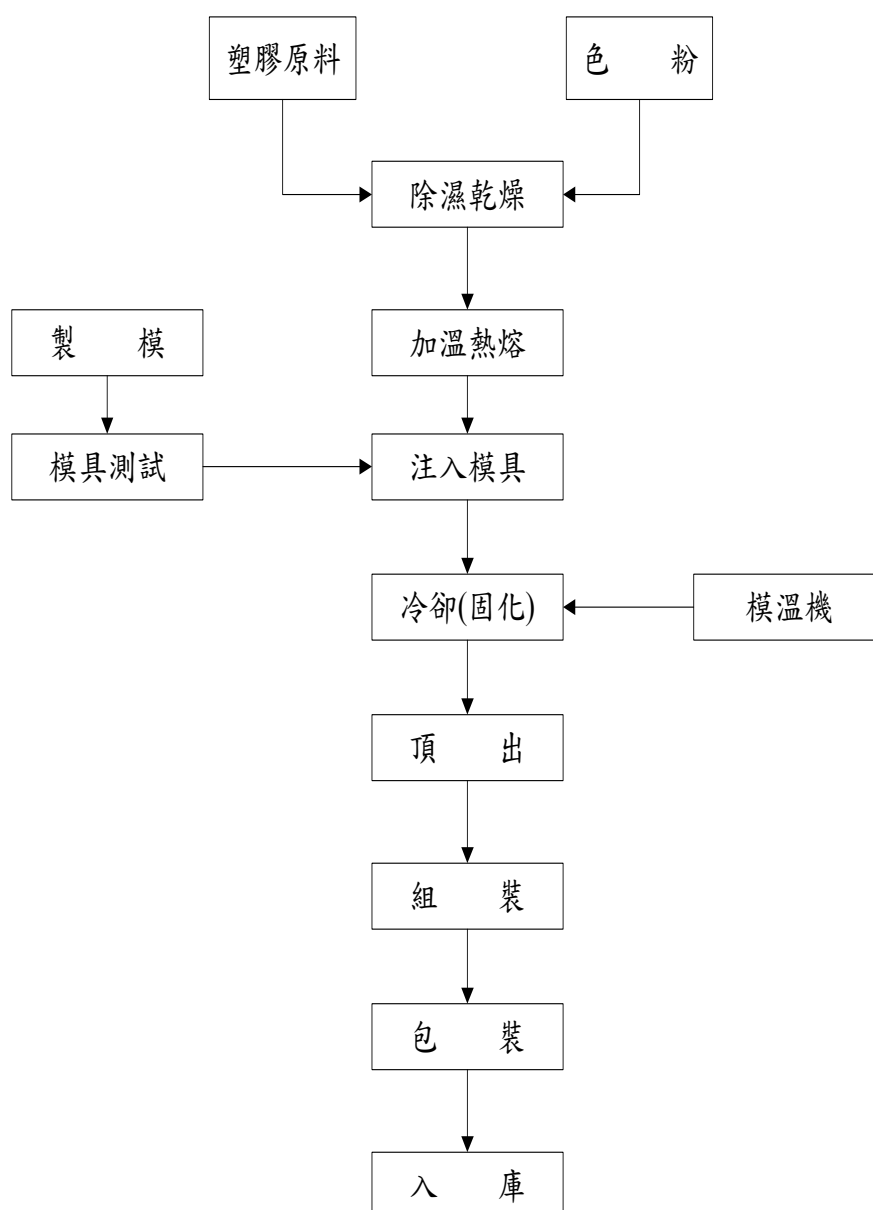 塑膠原料
色 粉
除濕乾燥
製 模
加溫熱熔
模具測試
注入模具
冷卻(固化)
模溫機
頂 出
組 裝
包 裝
入 庫